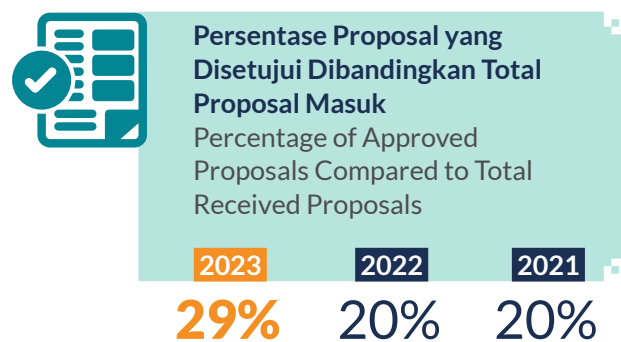 Persentase Proposal yang
Disetujui Dibandingkan Total
Proposal Masuk
Percentage of Approved
Proposals Compared to Total
Received Proposals
2023 2022 2021
29% 20% 20%